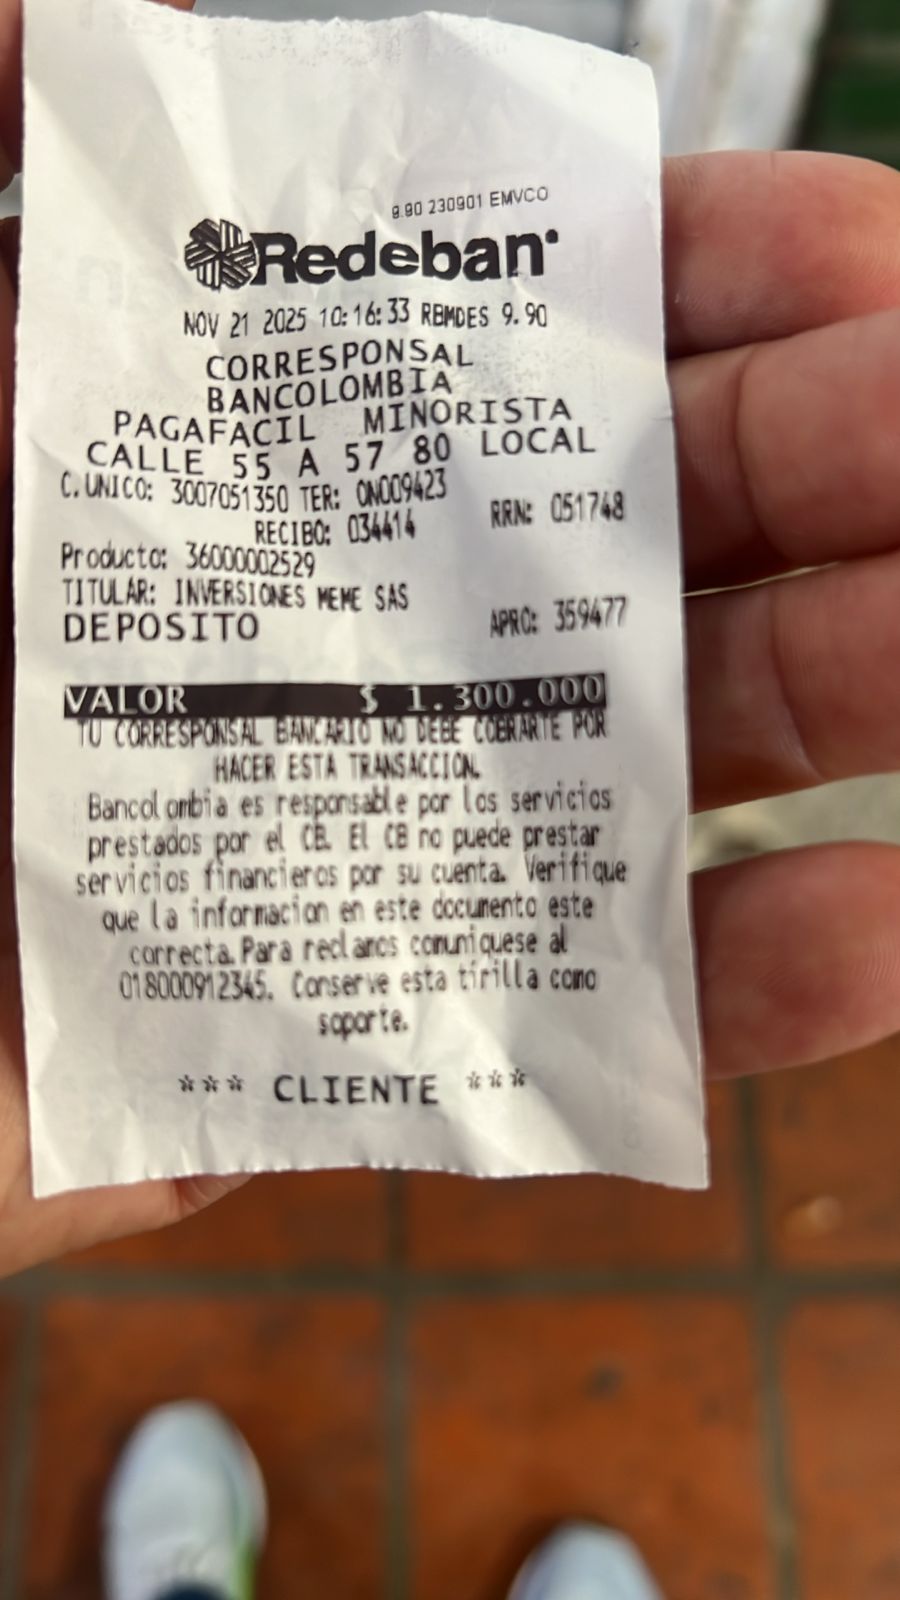 9.90 230901 EMVCO
Redeban
NOV 21 2025 10:16:33 RBMDES 9.90
CORRESPONSAL
BANCOLOMBIA
PAGAFACIL MINORISTA
CALLE 55 A 57 80 LOCAL
C.UNICO: 3007051350 TER: 0N009423
RECIBO: 034414 RRN: 051748
Producto: 36000002529
TITULAR: INVERSIONES MEME SAS
DEPOSITO APRO: 359477
VALOR $ 1.300.000
TU CORRESPONSAL BANCARIO NO DEBE COBRARTE POR
HACER ESTA TRANSACCION.
Bancolombia es responsable por los servicios
prestados por el CB. El CB no puede prestar
servicios financieros por su cuenta. Verifique
que la informacion en este documento este
correcta. Para reclamos comuniquese al
018000912345. Conserve esta tirilla como
soporte.
*** CLIENTE ***